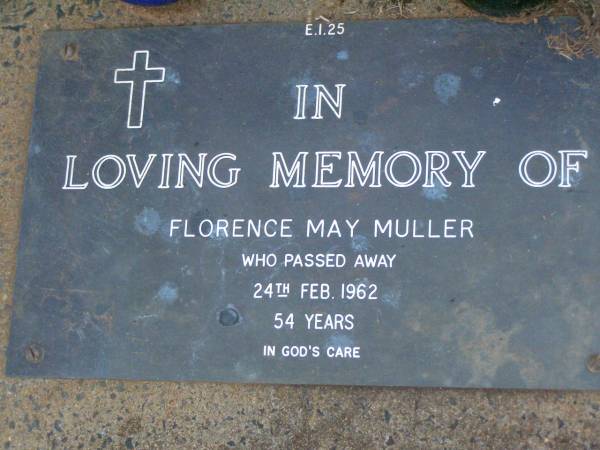 E.1.25
IN
LOVING MEMORY OF
FLORENCE MAY MULLER
WHO PASSED AWAY
24TH FEB. 1962
54 YEARS
IN GOD'S CARE